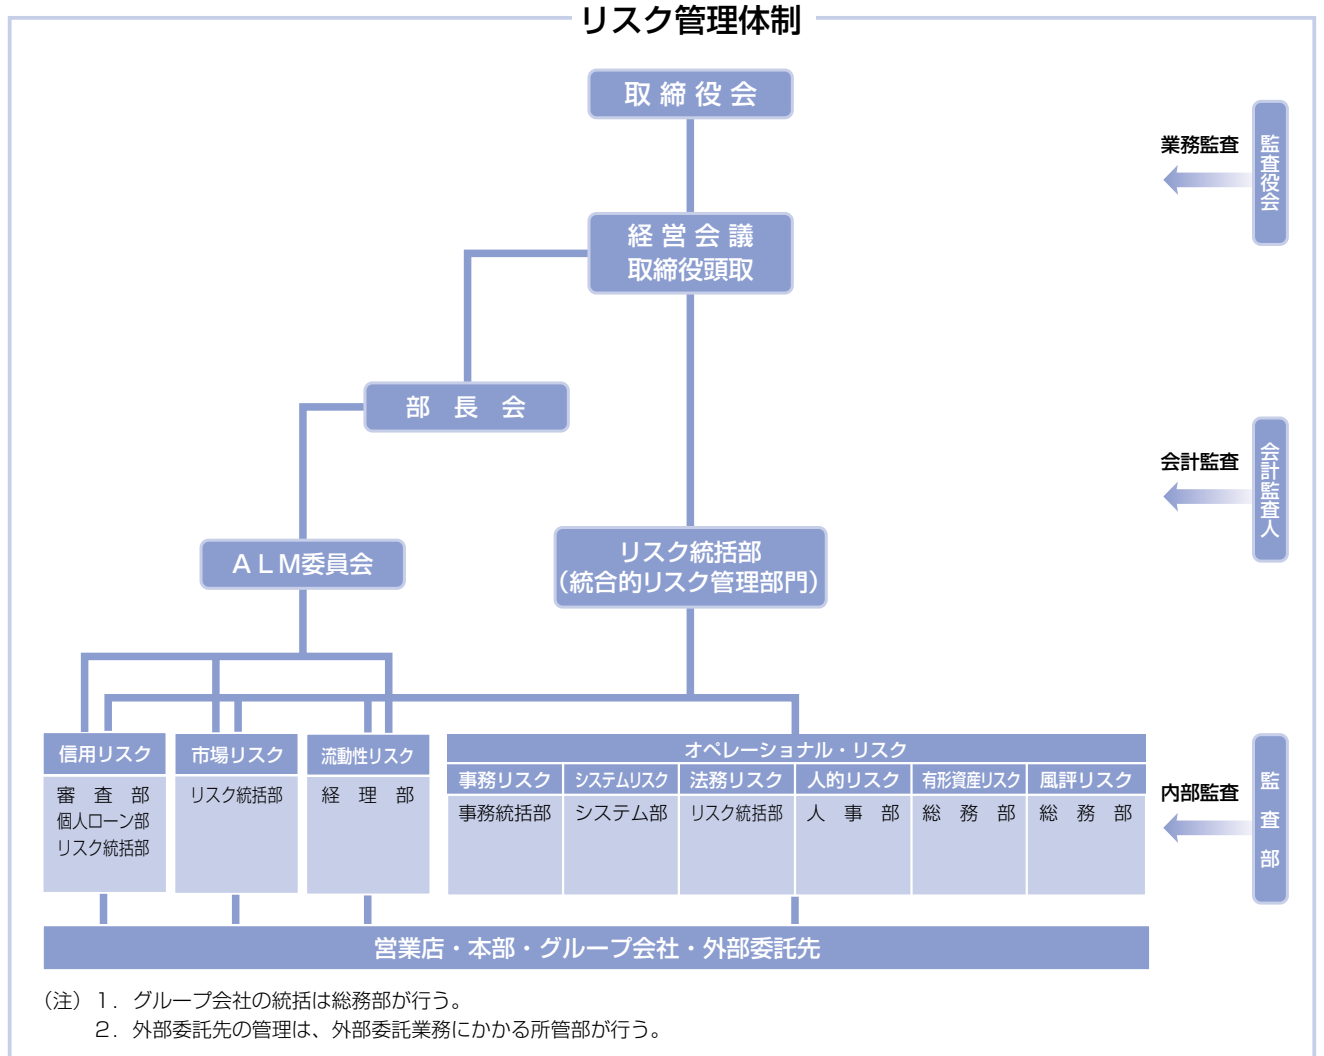 リスク管理体制
取締役会
業務監査
監査役会
経営会議
取締役頭取
部長会
会計監査
会計監査人
ALM委員会
リスク統括部
(統合的リスク管理部門)
信用リスク
審査部
個人ローン部
リスク統括部
市場リスク
リスク統括部
流動性リスク
経理部
オペレーショナル・リスク
事務リスク
システムリスク
法務リスク
人的リスク
有形資産リスク
風評リスク
事務統括部
システム部
リスク統括部
人事部
総務部
総務部
内部監査
監査部
営業店・本部・グループ会社・外部委託先
(注)1.グループ会社の統括は総務部が行う。
2.外部委託先の管理は、外部委託業務にかかる所管部が行う。